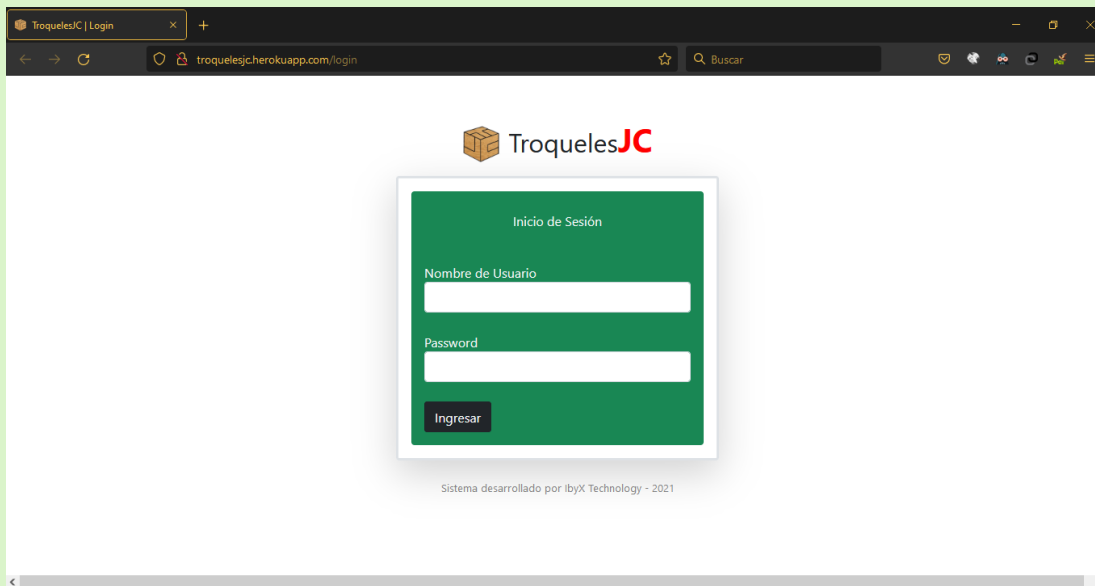 TroquelesJC | Login
troquelesjc.herokuapp.com/login
Buscar
TroquelesJC
Inicio de Sesión
Nombre de Usuario
Password
Ingresar
Sistema desarrollado por IbyX Technology - 2021